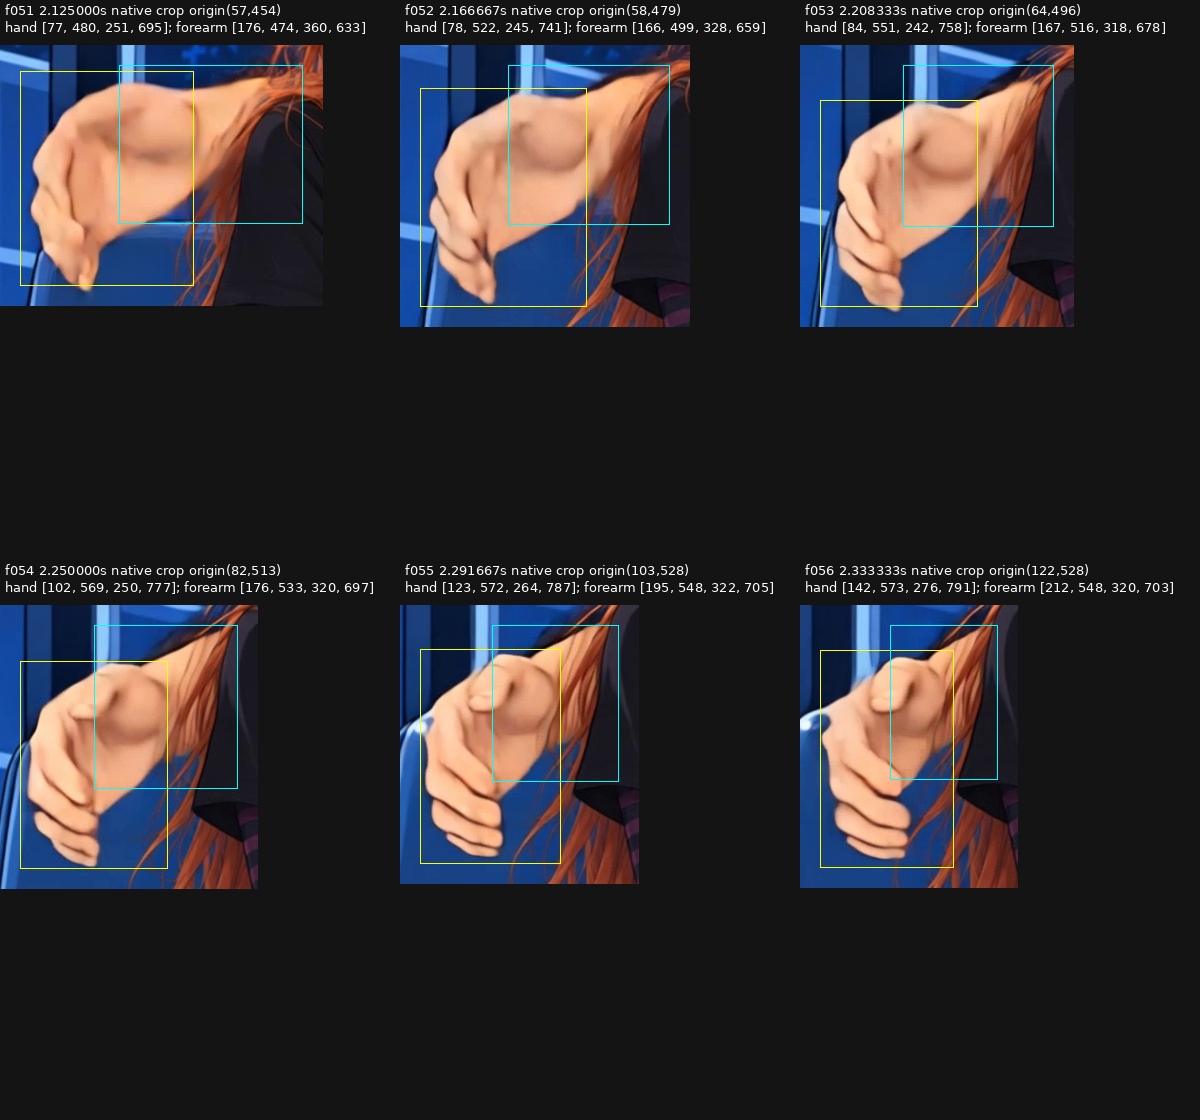 f051 2.125000s native crop origin(57,454)
hand [77, 480, 251, 695]; forearm [176, 474, 360, 633]
f052 2.166667s native crop origin(58,479)
hand [78, 522, 245, 741]; forearm [166, 499, 328, 659]
f053 2.208333s native crop origin(64,496)
hand [84, 551, 242, 758]; forearm [167, 516, 318, 678]
f054 2.250000s native crop origin(82,513)
hand [102, 569, 250, 777]; forearm [176, 533, 320, 697]
f055 2.291667s native crop origin(103,528)
hand [123, 572, 264, 787]; forearm [195, 548, 322, 705]
f056 2.333333s native crop origin(122,528)
hand [142, 573, 276, 791]; forearm [212, 548, 320, 703]